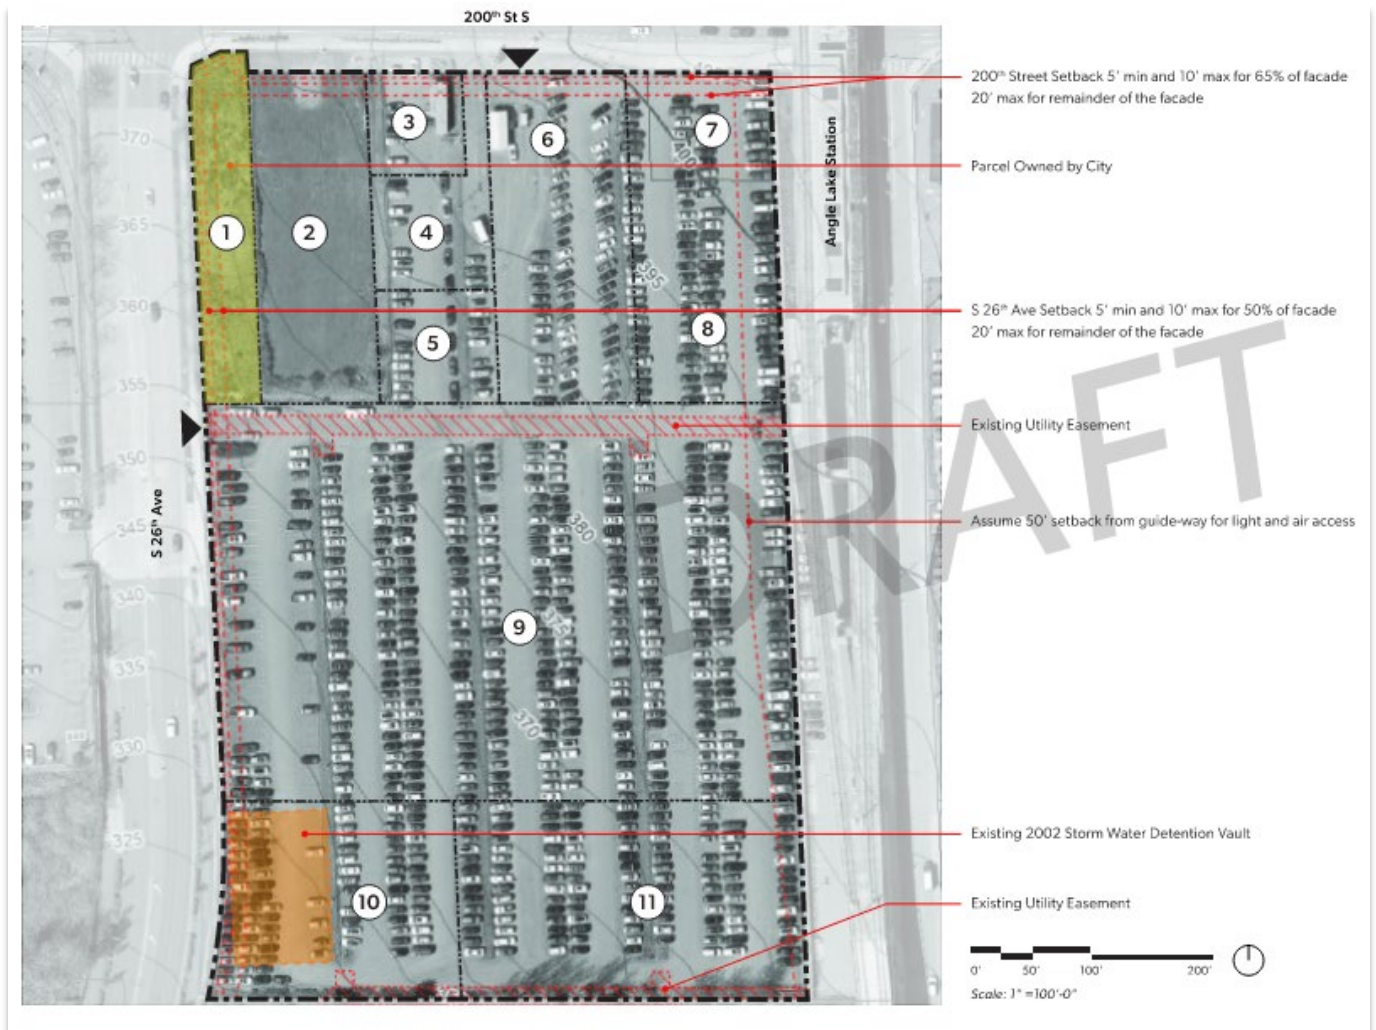 200th St S
200th Street Setback 5' min and 10' max for 65% of facade
20' max for remainder of the facade
Parcel Owned by City
S 26th Ave Setback 5' min and 10' max for 50% of facade
20' max for remainder of the facade
Existing Utility Easement
Assume 50' setback from guide-way for light and air access
Existing 2002 Storm Water Detention Vault
Existing Utility Easement
0' 50' 100' 200'
Scale: 1" =100'-0"
Angle Lake Station
S 26th Ave
DRAFT
1
2
3
4
5
6
7
8
9
10
11
370
365
360
355
350
345
340
335
330
325
400
395
380
375
370